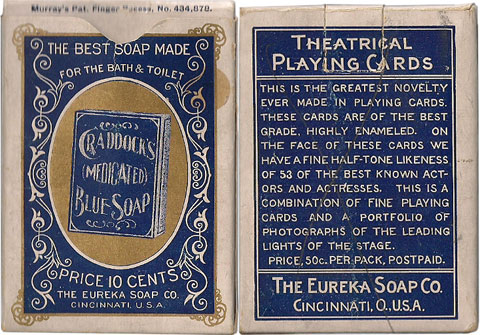 Murray's Pat. Finger Recess, No. 434,878.
THE BEST SOAP MADE
FOR THE BATH & TOILET
CRADDOCK'S
(MEDICATED)
BLUE SOAP
PRICE 10 CENTS
THE EUREKA SOAP CO.
CINCINNATI, U.S.A.
THEATRICAL
PLAYING CARDS
THIS IS THE GREATEST NOVELTY
EVER MADE IN PLAYING CARDS.
THESE CARDS ARE OF THE BEST
GRADE, HIGHLY ENAMELED. ON
THE FACE OF THESE CARDS WE
HAVE A FINE HALF-TONE LIKENESS
OF 53 OF THE BEST KNOWN ACT-
ORS AND ACTRESSES. THIS IS A
COMBINATION OF FINE PLAYING
CARDS AND A PORTFOLIO OF
PHOTOGRAPHS OF THE LEADING
LIGHTS OF THE STAGE.
PRICE, 50C. PER PACK, POSTPAID.
THE EUREKA SOAP CO.
CINCINNATI, O., U.S.A.